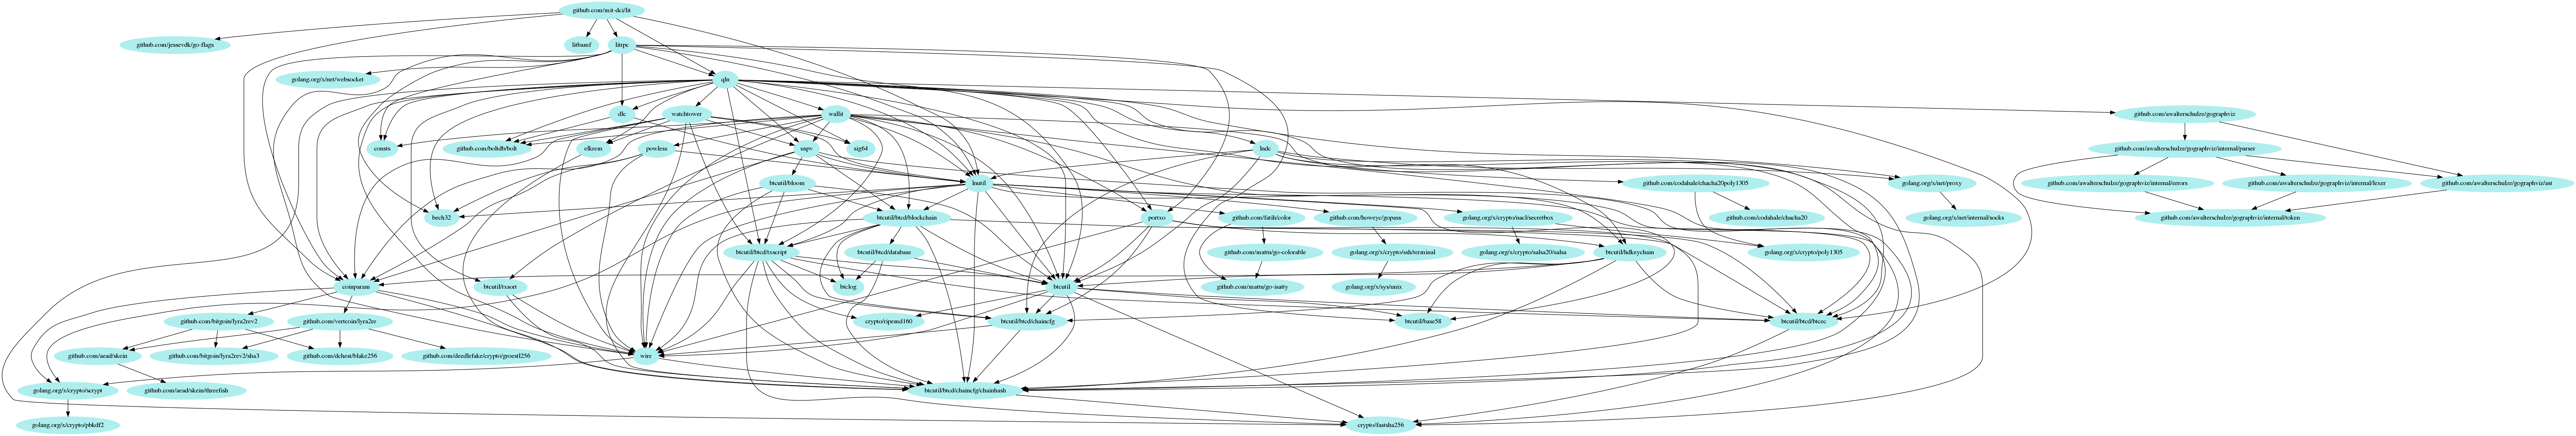 github.com/mit-dci/lit
github.com/jessevdk/go-flags
litbamf
litrpc
golang.org/x/net/websocket
qln
dlc
watchtower
wallit
github.com/awalterschulze/gographviz
consts
github.com/boltdb/bolt
elkrem
powless
uspv
sig64
lndc
github.com/awalterschulze/gographviz/internal/parser
btcutil/bloom
lnutil
github.com/codahale/chacha20poly1305
golang.org/x/net/proxy
github.com/awalterschulze/gographviz/internal/errors
github.com/awalterschulze/gographviz/internal/lexer
github.com/awalterschulze/gographviz/ast
bech32
btcutil/btcd/blockchain
portxo
github.com/fatih/color
github.com/howeyc/gopass
golang.org/x/crypto/nacl/secretbox
github.com/codahale/chacha20
golang.org/x/net/internal/socks
github.com/awalterschulze/gographviz/internal/token
btcutil/btcd/txscript
btcutil/btcd/database
github.com/mattn/go-colorable
golang.org/x/crypto/ssh/terminal
golang.org/x/crypto/salsa20/salsa
btcutil/hdkeychain
golang.org/x/crypto/poly1305
coinparam
btcutil/txsort
btclog
btcutil
github.com/mattn/go-isatty
golang.org/x/sys/unix
github.com/bitgoin/lyra2rev2
github.com/vertcoin/lyra2re
crypto/ripemd160
btcutil/btcd/chaincfg
btcutil/base58
btcutil/btcd/btcec
github.com/aead/skein
github.com/bitgoin/lyra2rev2/sha3
github.com/dchest/blake256
github.com/deedlefake/crypto/groestl256
wire
golang.org/x/crypto/scrypt
github.com/aead/skein/threefish
btcutil/btcd/chaincfg/chainhash
golang.org/x/crypto/pbkdf2
crypto/fastsha256